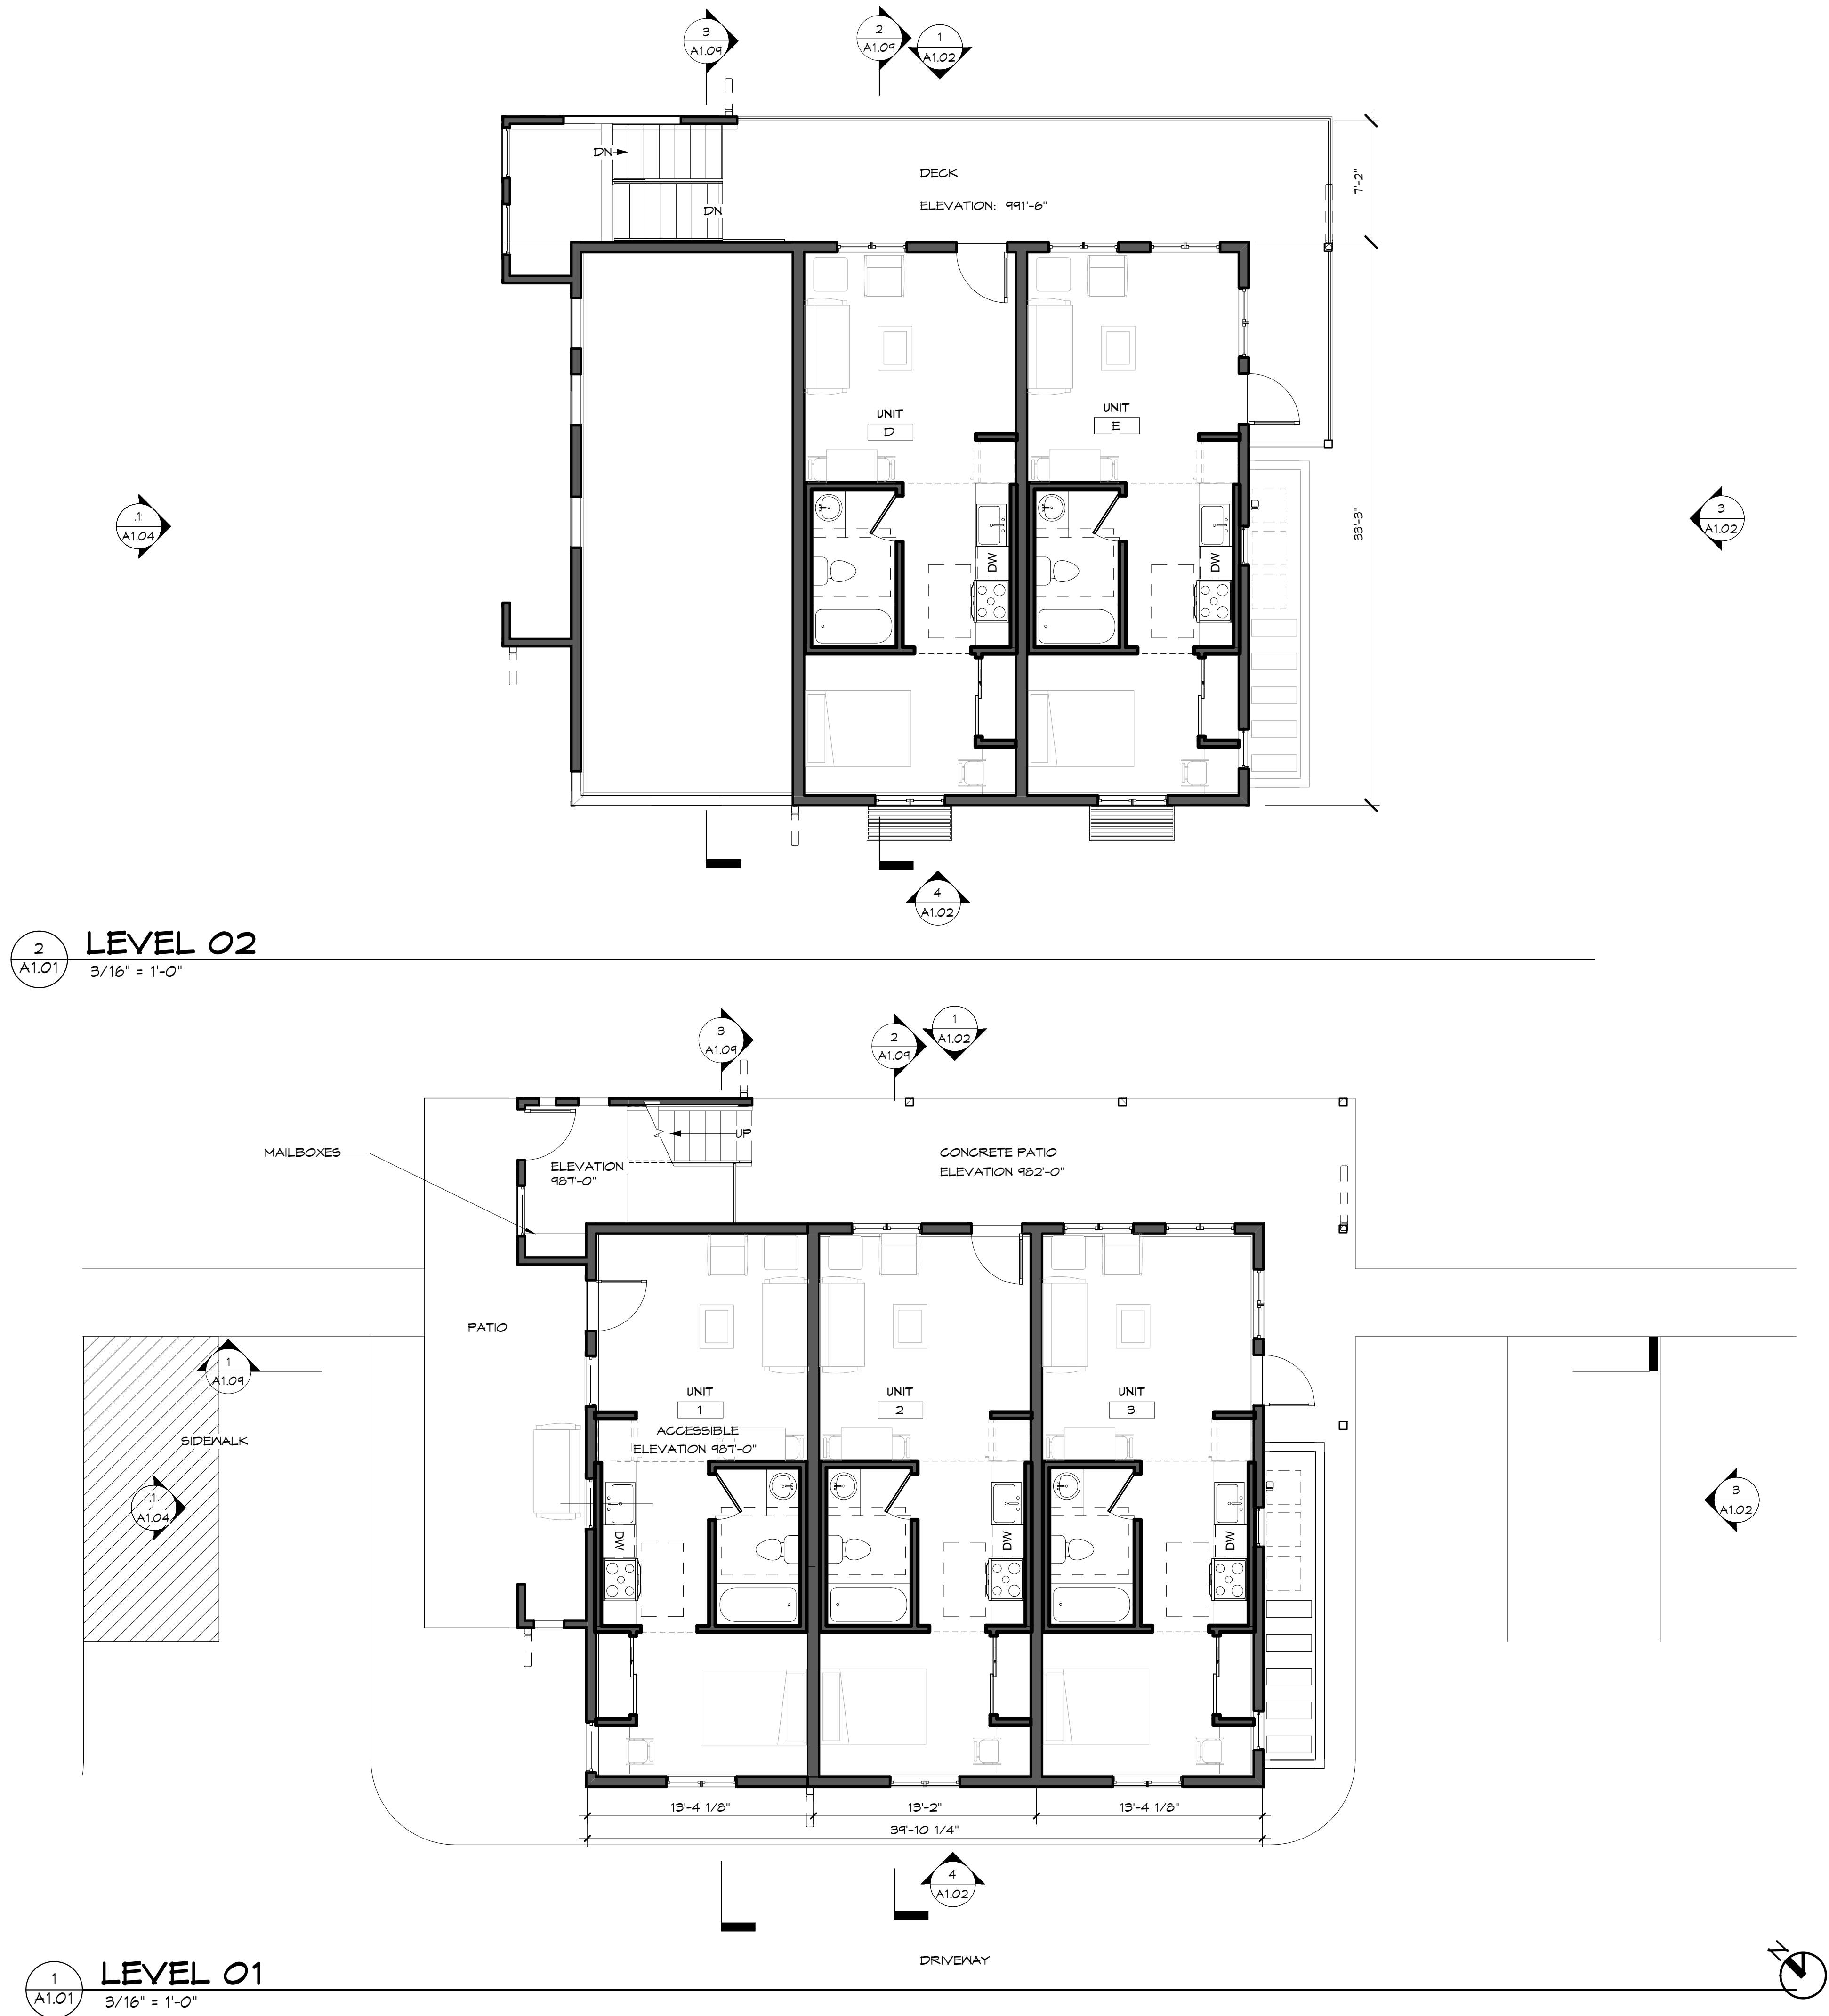 3
A1.09
2
A1.09
1
A1.02
DN
DN
DECK
ELEVATION:  991'-6"
7'-2"
UNIT
D
UNIT
E
33'-3"
.1
A1.04
3
A1.02
DW
DW
4
A1.02
2
A1.01
LEVEL 02
3/16" = 1'-0"
3
A1.09
2
A1.09
1
A1.02
UP
MAILBOXES
ELEVATION
987'-0"
CONCRETE PATIO
ELEVATION 982'-0"
PATIO
1
A1.09
SIDEWALK
UNIT
1
ACCESSIBLE
ELEVATION 987'-0"
UNIT
2
UNIT
3
.1
A1.04
3
A1.02
DW
DW
DW
13'-4 1/8"
13'-2"
13'-4 1/8"
39'-10 1/4"
4
A1.02
DRIVEWAY
1
A1.01
LEVEL 01
3/16" = 1'-0"
N